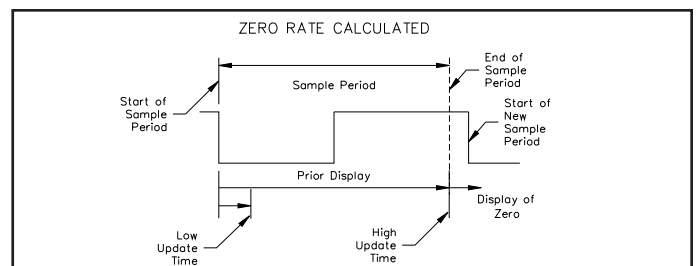 ZERO RATE CALCULATED
Sample Period
End of
Sample
Period
Start of
Sample
Period
Start of
New
Sample
Period
Prior Display
Display of
Zero
Low
Update
Time
High
Update
Time